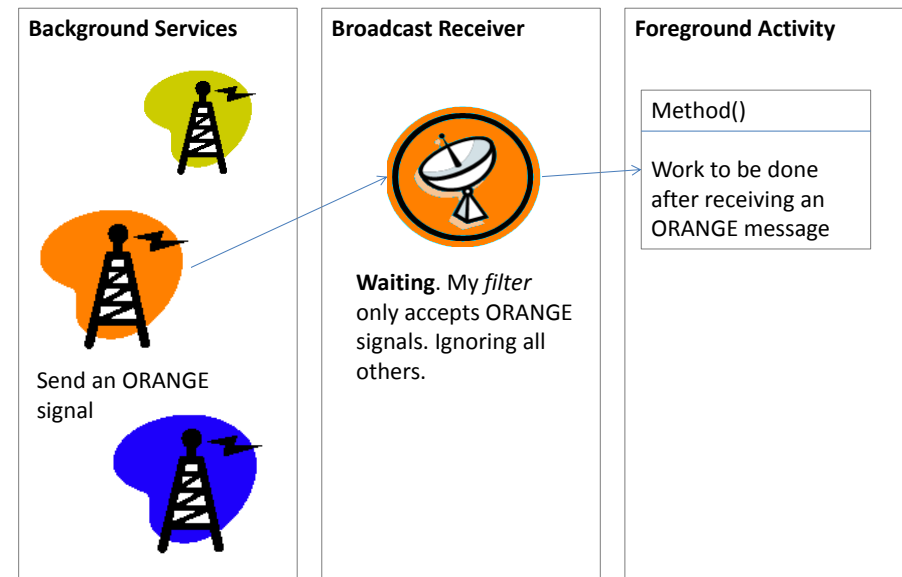 Background Services
Send an ORANGE
signal
Broadcast Receiver
Waiting. My filter
only accepts ORANGE
signals. Ignoring all
others.
Foreground Activity
Method()
Work to be done
after receiving an
ORANGE message